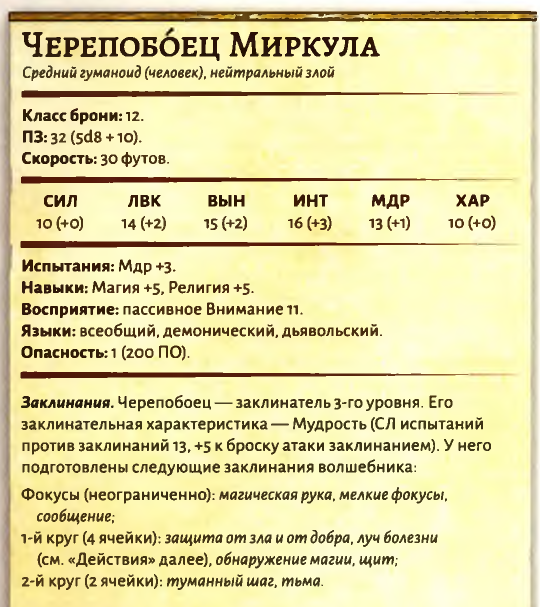 Черепобо́ец Миркула
Средний гуманоид (человек), нейтральный злой
Класс брони: 12.
ПЗ: 32 (5d8 + 10).
Скорость: 30 футов.
СИЛ ЛВК ВЫН ИНТ МДР ХАР
10 (+0) 14 (+2) 15 (+2) 16 (+3) 13 (+1) 10 (+0)
Испытания: Мдр +3.
Навыки: Магия +5, Религия +5.
Восприятие: пассивное Внимание 11.
Языки: всеобщий, демонический, дьявольский.
Опасность: 1 (200 ПО).
Заклинания. Черепобоец — заклинатель 3-го уровня. Его
заклинательная характеристика — Мудрость (СЛ испытаний
против заклинаний 13, +5 к броску атаки заклинанием). У него
подготовлены следующие заклинания волшебника:
Фокусы (неограниченно): магическая рука, мелкие фокусы,
сообщение;
1-й круг (4 ячейки): защита от зла и от добра, луч болезни
(см. «Действия» далее), обнаружение магии, щит;
2-й круг (2 ячейки): туманный шаг, тьма.